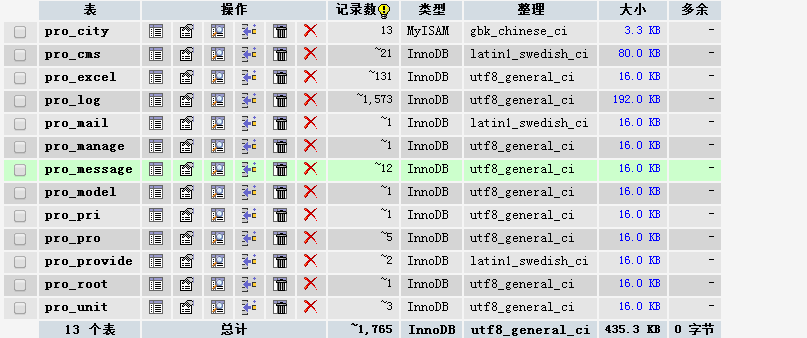 表 操作 记录数 类型 整理 大小 多余
pro_city 13 MyISAM gbk_chinese_ci 3.3 KB -
pro_cms ~21 InnoDB latin1_swedish_ci 80.0 KB -
pro_excel ~131 InnoDB utf8_general_ci 16.0 KB -
pro_log ~1,573 InnoDB utf8_general_ci 192.0 KB -
pro_mail ~1 InnoDB latin1_swedish_ci 16.0 KB -
pro_manage ~1 InnoDB utf8_general_ci 16.0 KB -
pro_message ~12 InnoDB utf8_general_ci 16.0 KB -
pro_model ~1 InnoDB utf8_general_ci 16.0 KB -
pro_pri ~1 InnoDB utf8_general_ci 16.0 KB -
pro_pro ~5 InnoDB utf8_general_ci 16.0 KB -
pro_provide ~2 InnoDB latin1_swedish_ci 16.0 KB -
pro_root ~1 InnoDB utf8_general_ci 16.0 KB -
pro_unit ~3 InnoDB utf8_general_ci 16.0 KB -
13 个表 总计 ~1,765 InnoDB utf8_general_ci 435.3 KB 0 字节